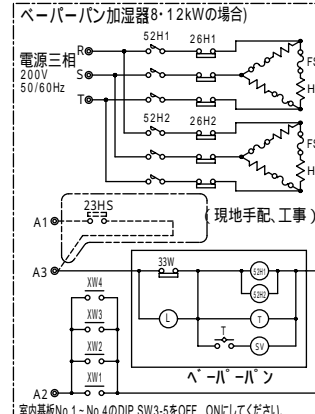 ペーパーパン加湿器8・12kWの場合)
52H1 26H1
電源三相 R
200V S
50/60Hz
T
FS
H
52H2 26H2
FS
H
23HS
A1
(現地手配、工事)
A3
33W
52H1
52H2
XW4
XW3
L
T
XW2
T
SV
XW1
ペーパーパン
A2
室内基板No.1~No.4のDIP SW3-5をOFF→ONにしてください。